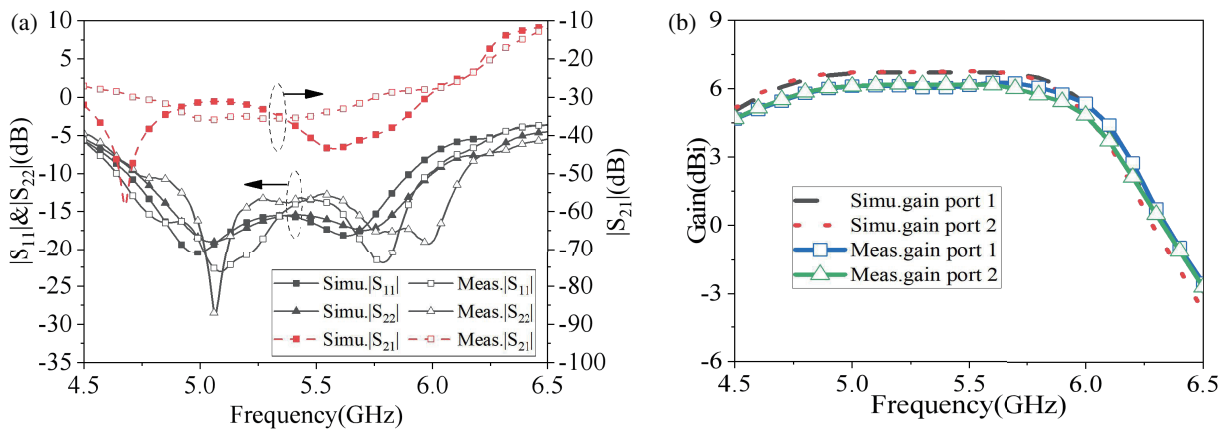 (a)
10
5
0
-5
-10
-15
-20
-25
-30
-35
|S11|&|S22|(dB)
-10
-20
-30
-40
-50
-60
-70
-80
-90
-100
|S21|(dB)
Simu.|S11| Meas.|S11|
Simu.|S22| Meas.|S22|
Simu.|S21| Meas.|S21|
4.5 5.0 5.5 6.0 6.5
Frequency(GHz)
(b)
9
6
3
0
-3
-6
Gain(dBi)
Simu.gain port 1
Simu.gain port 2
Meas.gain port 1
Meas.gain port 2
4.5 5.0 5.5 6.0 6.5
Frequency(GHz)